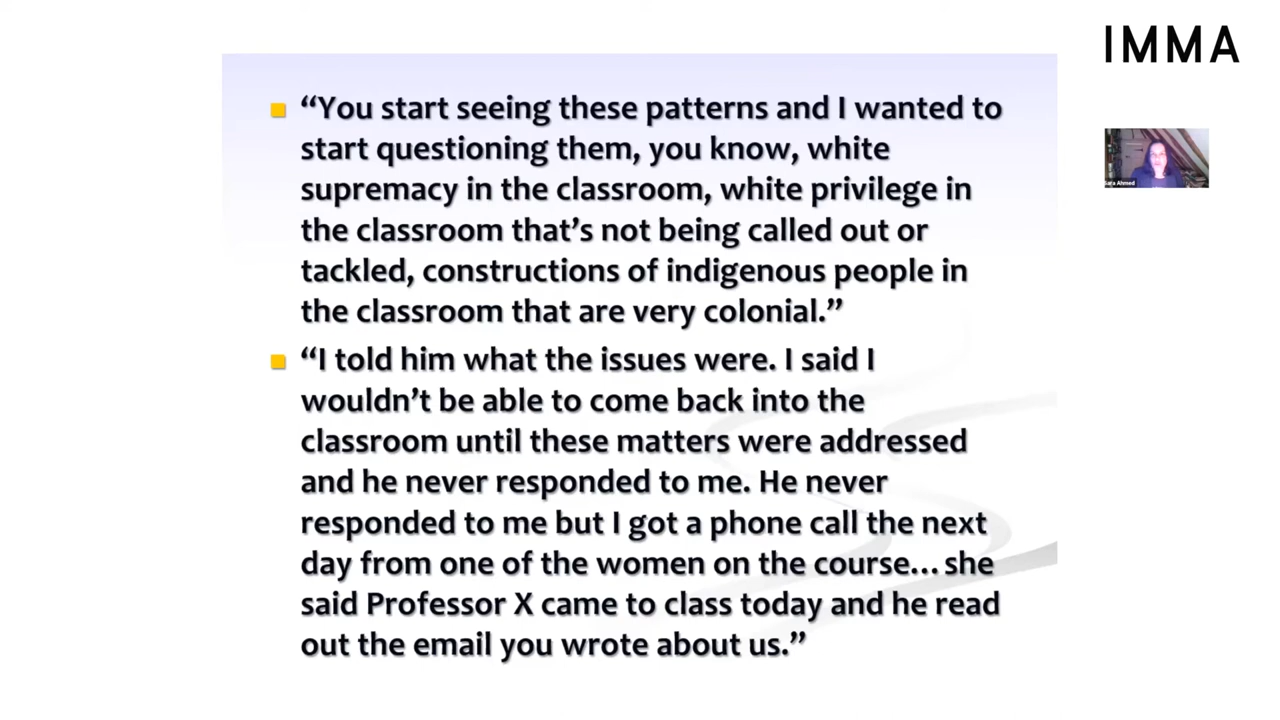 IMMA
“You start seeing these patterns and I wanted to
start questioning them, you know, white
supremacy in the classroom, white privilege in
the classroom that’s not being called out or
tackled, constructions of indigenous people in
the classroom that are very colonial.”
“I told him what the issues were. I said I
wouldn’t be able to come back into the
classroom until these matters were addressed
and he never responded to me. He never
responded to me but I got a phone call the next
day from one of the women on the course…she
said Professor X came to class today and he read
out the email you wrote about us.”
Sara Ahmed